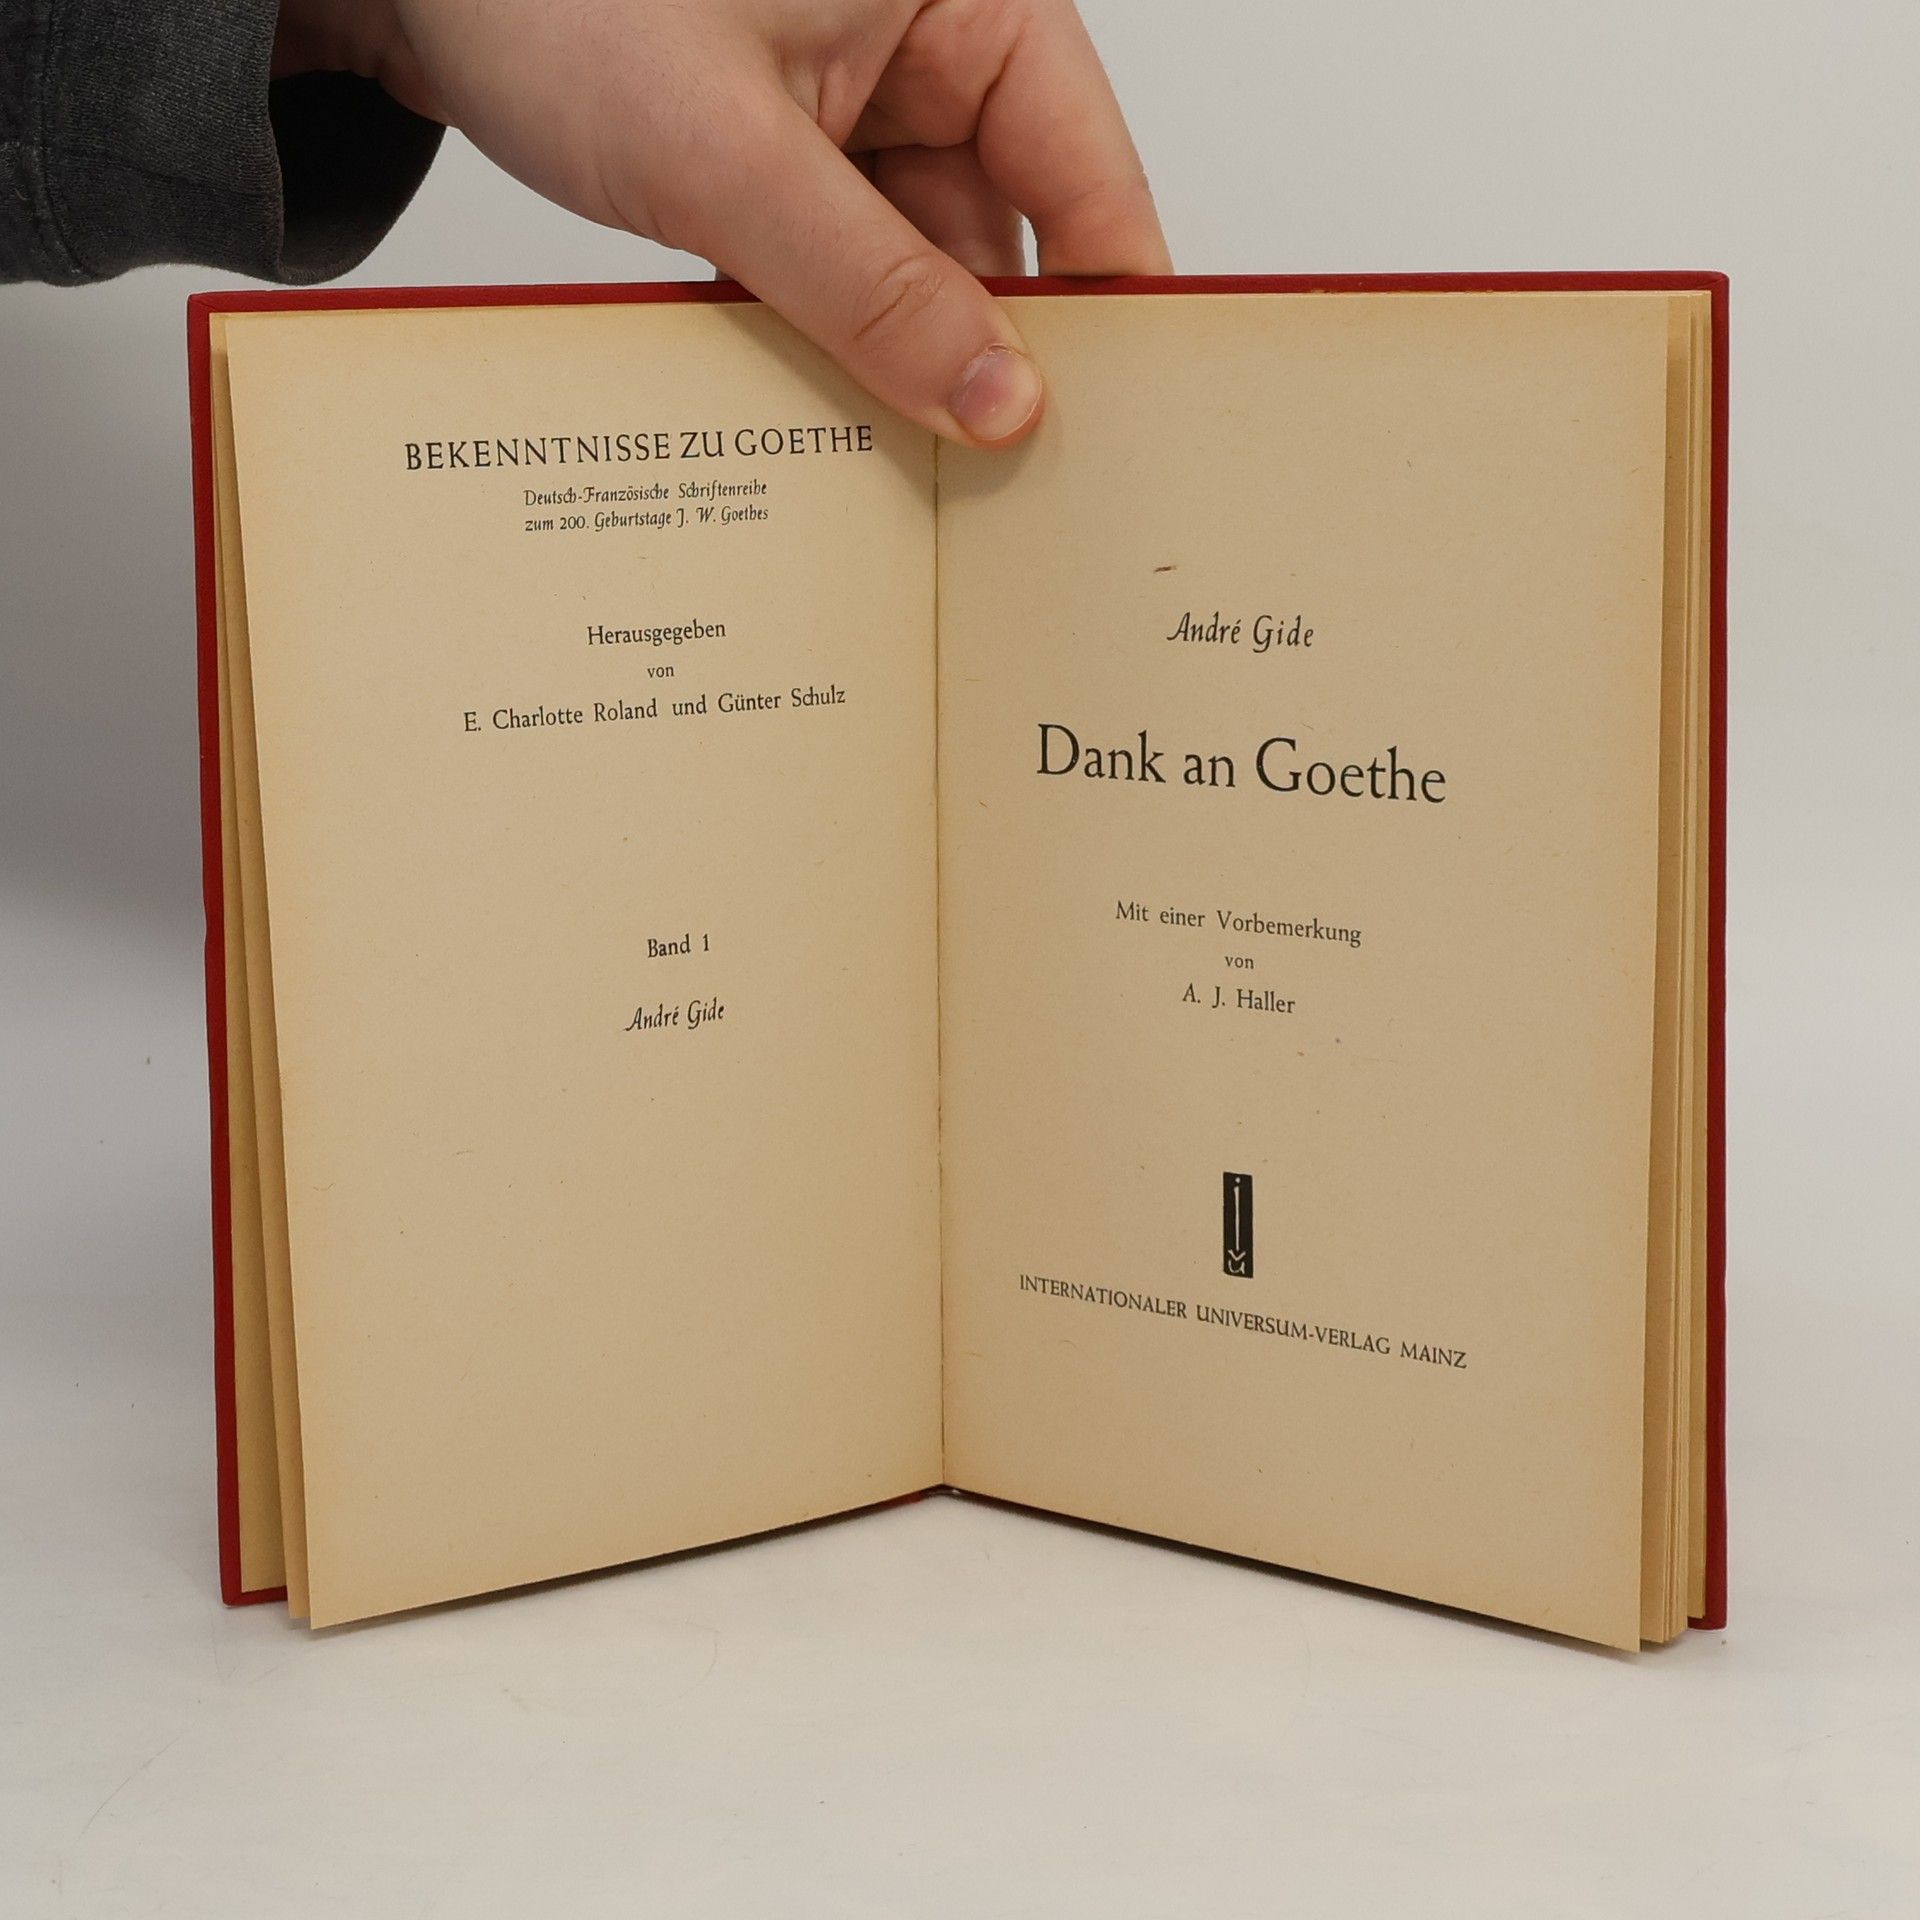 BEKENNTNISSE ZU GOETHE
Deutsch-Französische Schriftenreihe
zum 200. Geburtstage J. W. Goethes
Herausgegeben
von
E. Charlotte Roland und Günter Schulz
Band 1
André Gide
André Gide
Dank an Goethe
Mit einer Vorbemerkung
von
A. J. Haller
i
v
u
INTERNATIONALER UNIVERSUM-VERLAG MAINZ